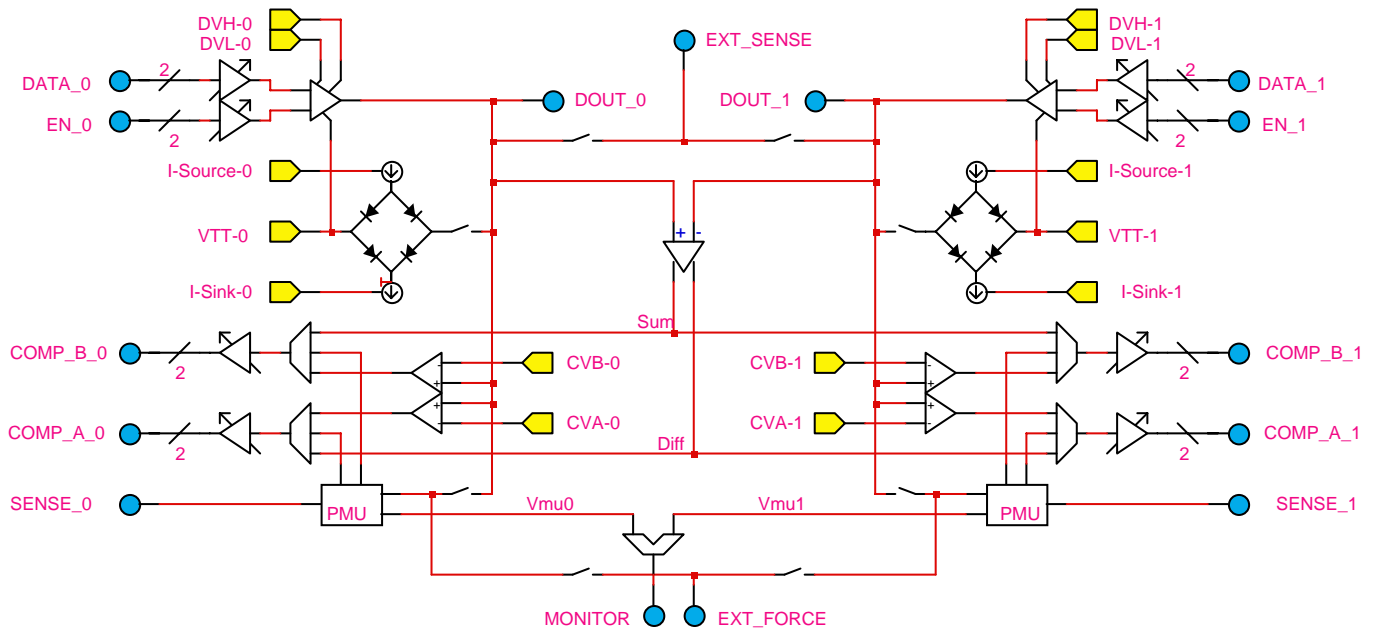 DVH-0
DVL-0
EXT_SENSE
DVH-1
DVL-1
DATA_0
2
DOUT_0
DOUT_1
2
DATA_1
EN_0
2
2
EN_1
I-Source-0
I-Source-1
VTT-0
+ -
VTT-1
I-Sink-0
I-Sink-1
Sum
COMP_B_0
2
-
+
CVB-0
CVB-1
-
+
2
COMP_B_1
COMP_A_0
2
+
-
CVA-0
CVA-1
+
-
2
COMP_A_1
Diff
SENSE_0
PMU
Vmu0
Vmu1
PMU
SENSE_1
MONITOR
EXT_FORCE